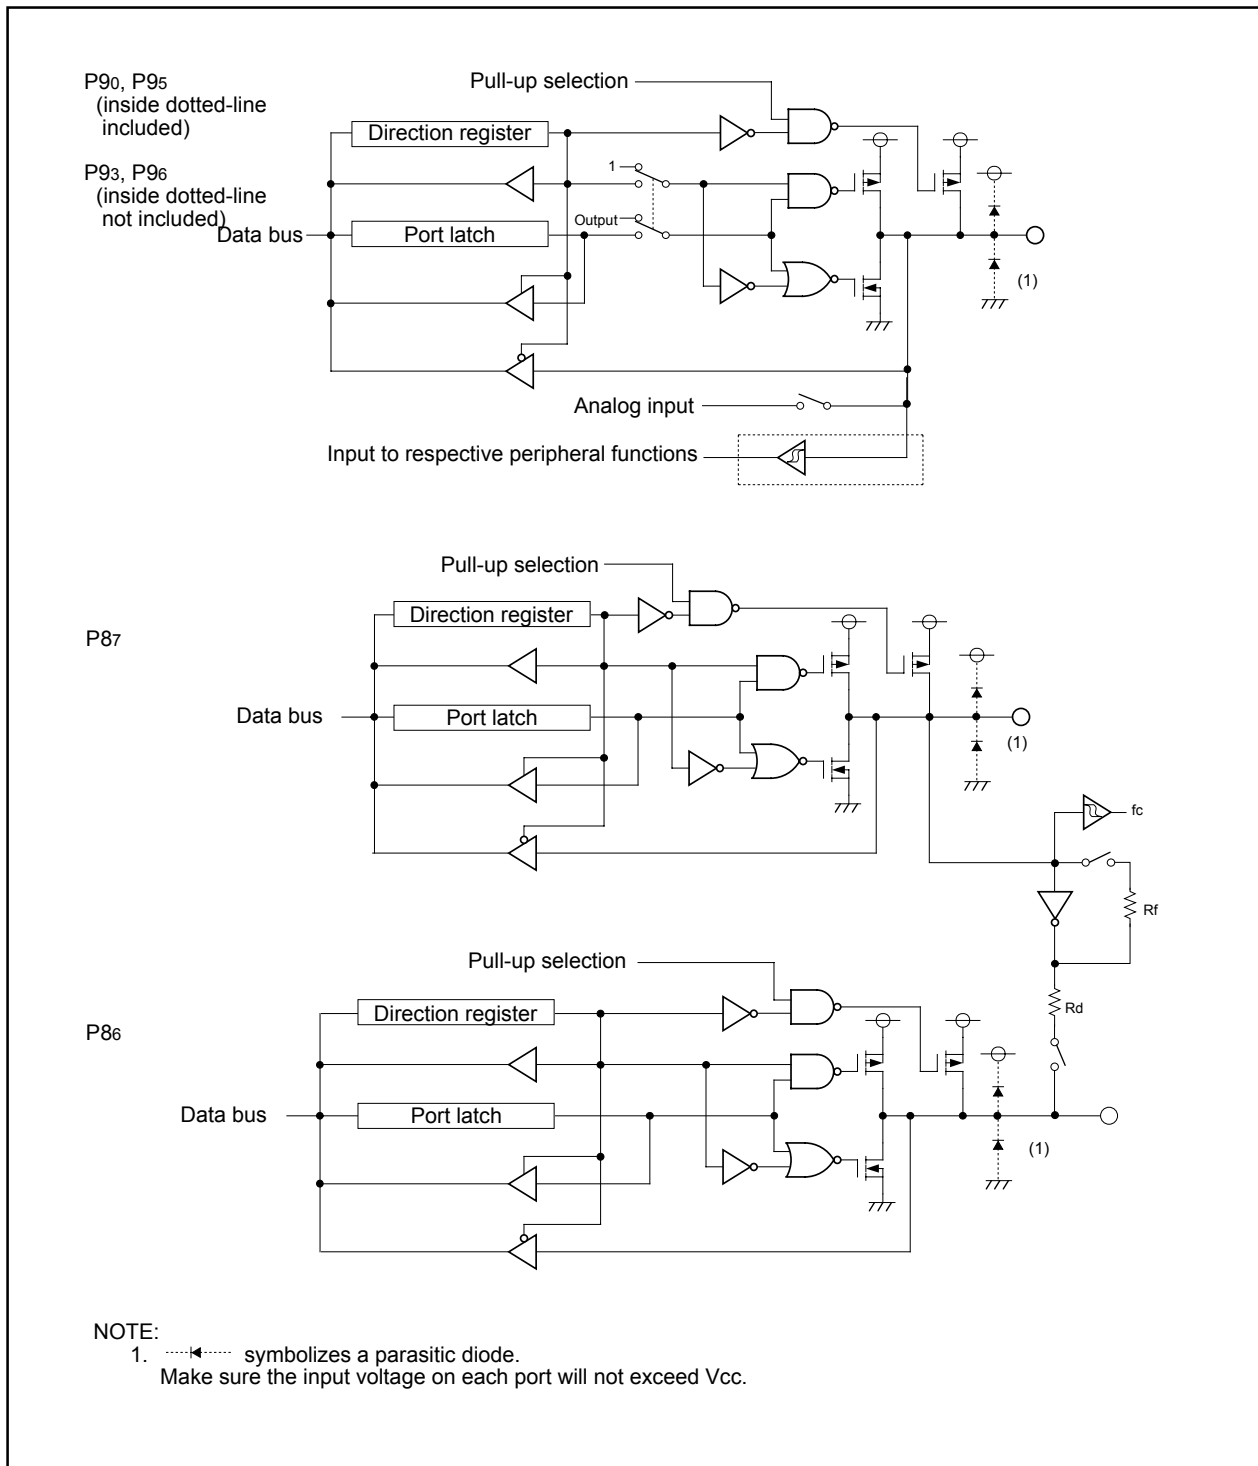 P90, P95
(inside dotted-line
included)
P93, P96
(inside dotted-line
not included)
Pull-up selection
Direction register
1
Output
Data bus
Port latch
(1)
Analog input
Input to respective peripheral functions
P87
Pull-up selection
Direction register
Data bus
Port latch
(1)
fc
Rf
Rd
P86
Pull-up selection
Direction register
Data bus
Port latch
(1)
NOTE:
1. symbolizes a parasitic diode.
Make sure the input voltage on each port will not exceed Vcc.